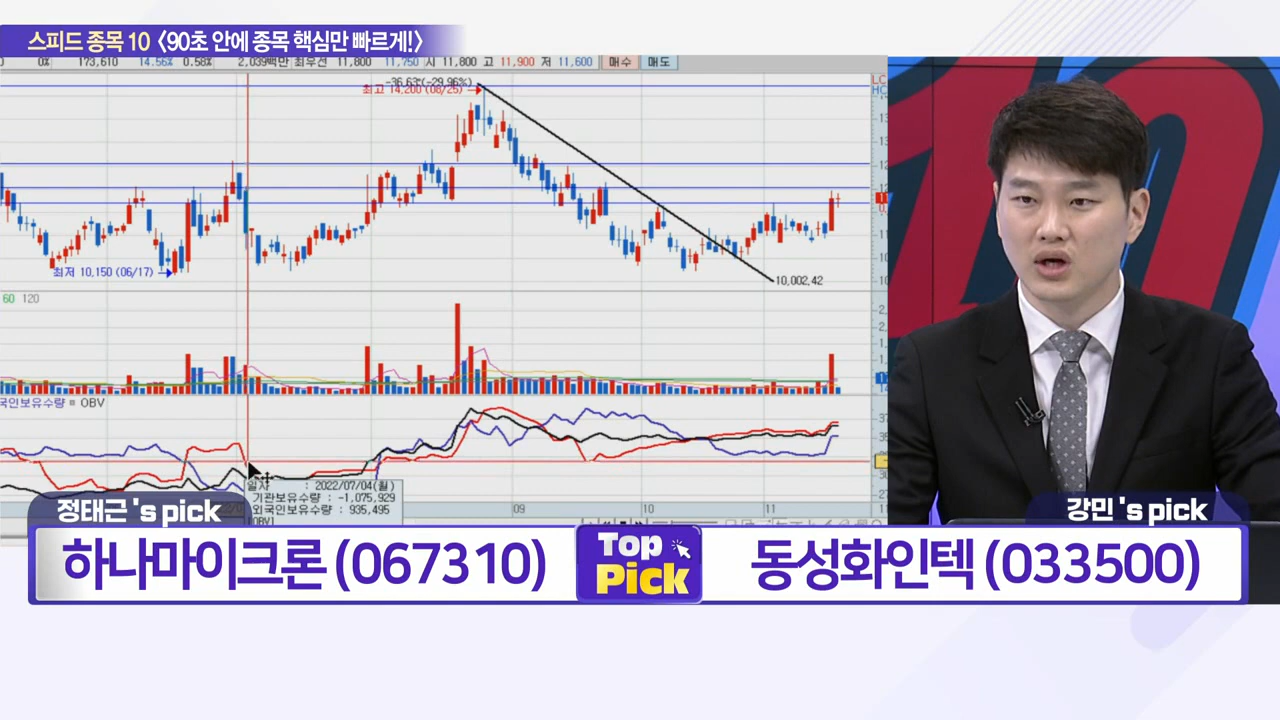 스피드 종목 10 〈90초 안에 종목 핵심만 빠르게!〉
0% 173,610 14.56% 0.58% 2,039백만 최우선 11,800 11,750 시 11,800 고 11,900 저 11,600 매수 매도
-36.63%(-29.96%)
최고 14,200 (08/25)
최저 10,150 (06/17)
10,002.42
60 120
국인보유수량 OBV
일자 : 2022/07/04(월)
기관보유수량 : -1,075,929
외국인보유수량 : 935,495
[OBV]
09 10 11
정태근 's pick
강민 's pick
하나마이크론 (067310)
Top
Pick
동성화인텍 (033500)